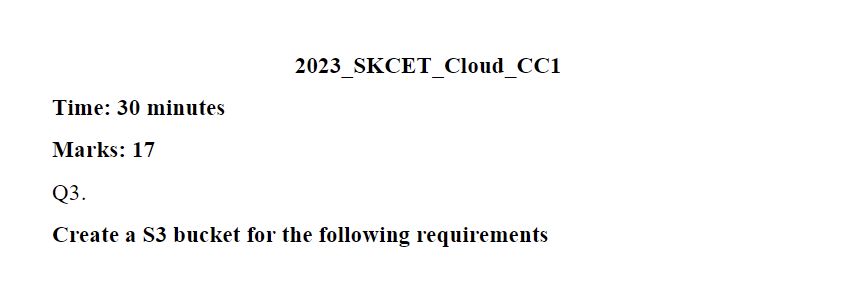 2023_SKCET_Cloud_CC1
Time: 30 minutes
Marks: 17
Q3.
Create a S3 bucket for the following requirements